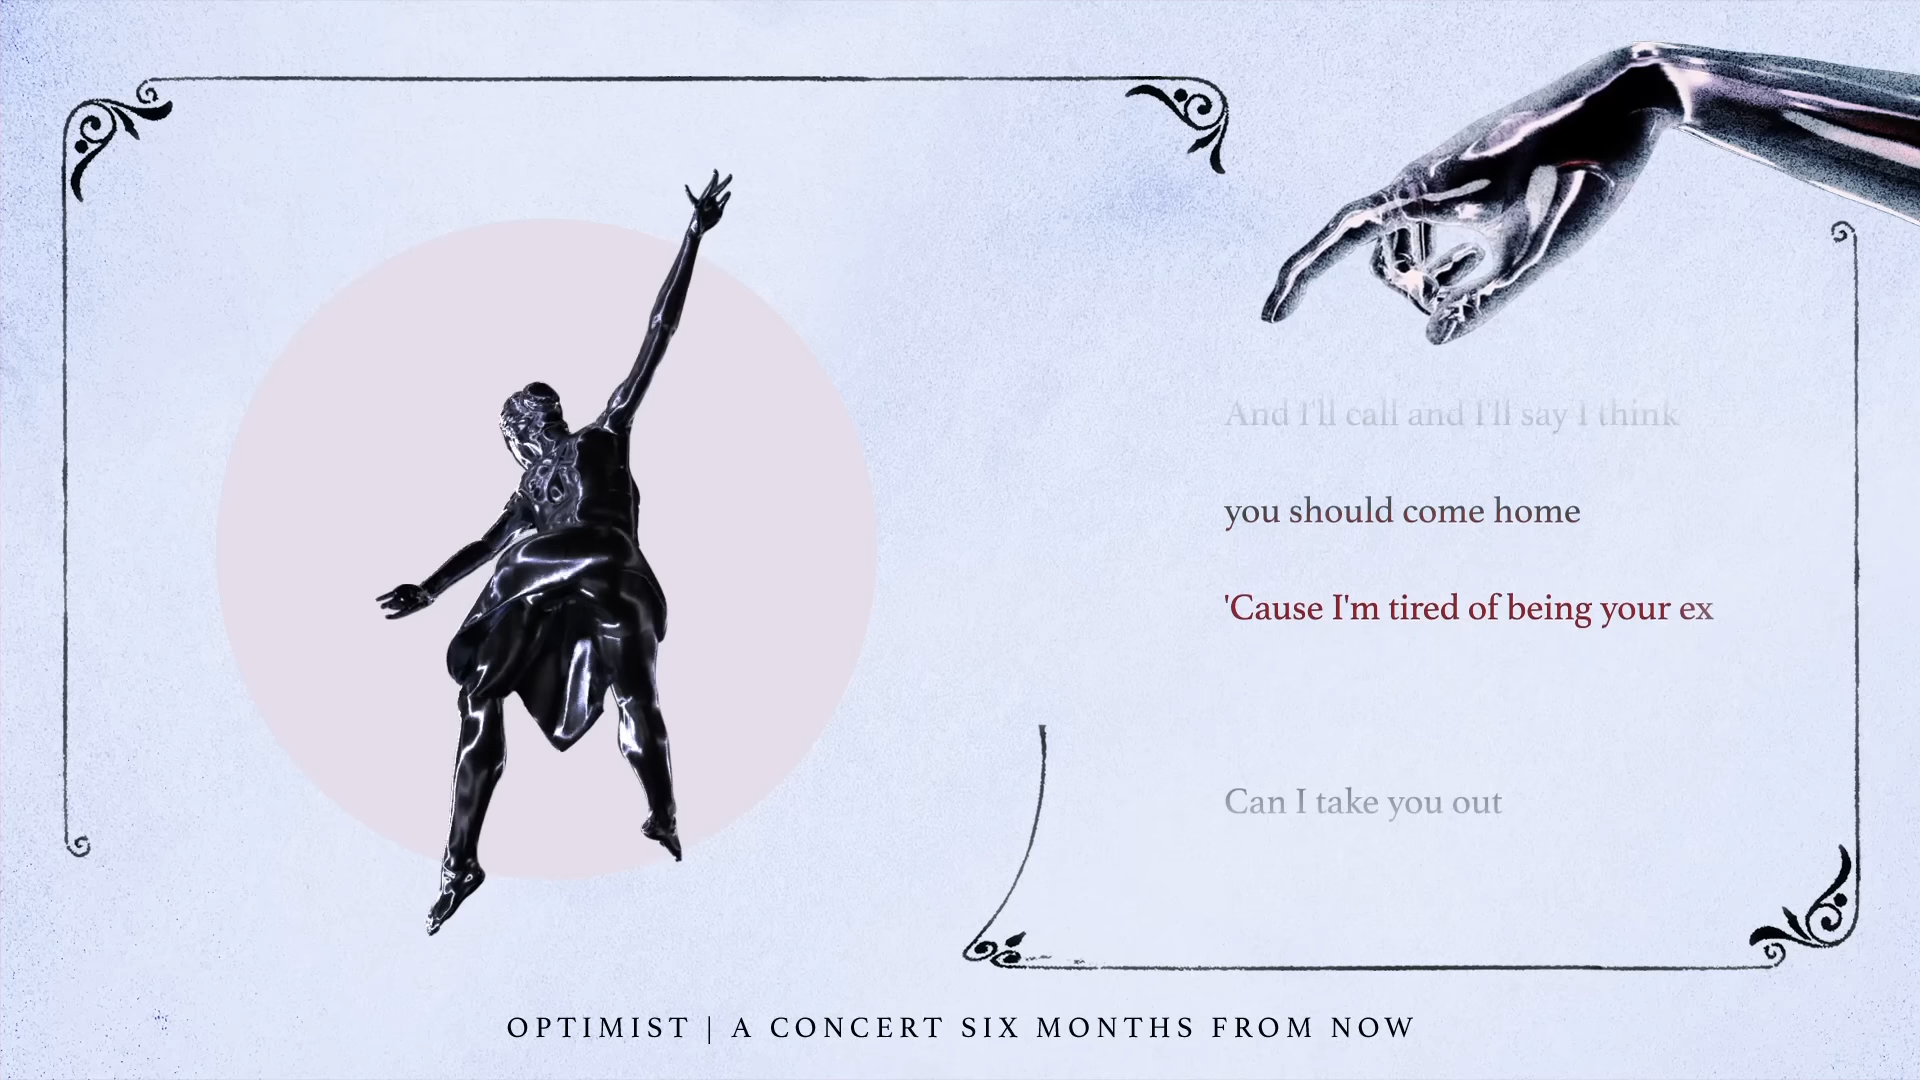 And I'll call and I'll say I think
you should come home
'Cause I'm tired of being your ex
Can I take you out
OPTIMIST | A CONCERT SIX MONTHS FROM NOW